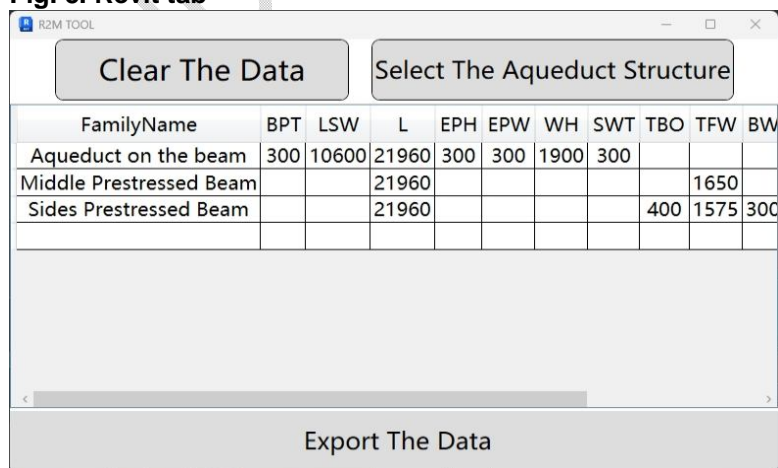 Fig. 3. Revit tab
R2M TOOL
Clear The Data Select The Aqueduct Structure
FamilyName BPT LSW L EPH EPW WH SWT TBO TFW BW
Aqueduct on the beam 300 10600 21960 300 300 1900 300
Middle Prestressed Beam 21960 1650
Sides Prestressed Beam 21960 400 1575 300
Export The Data